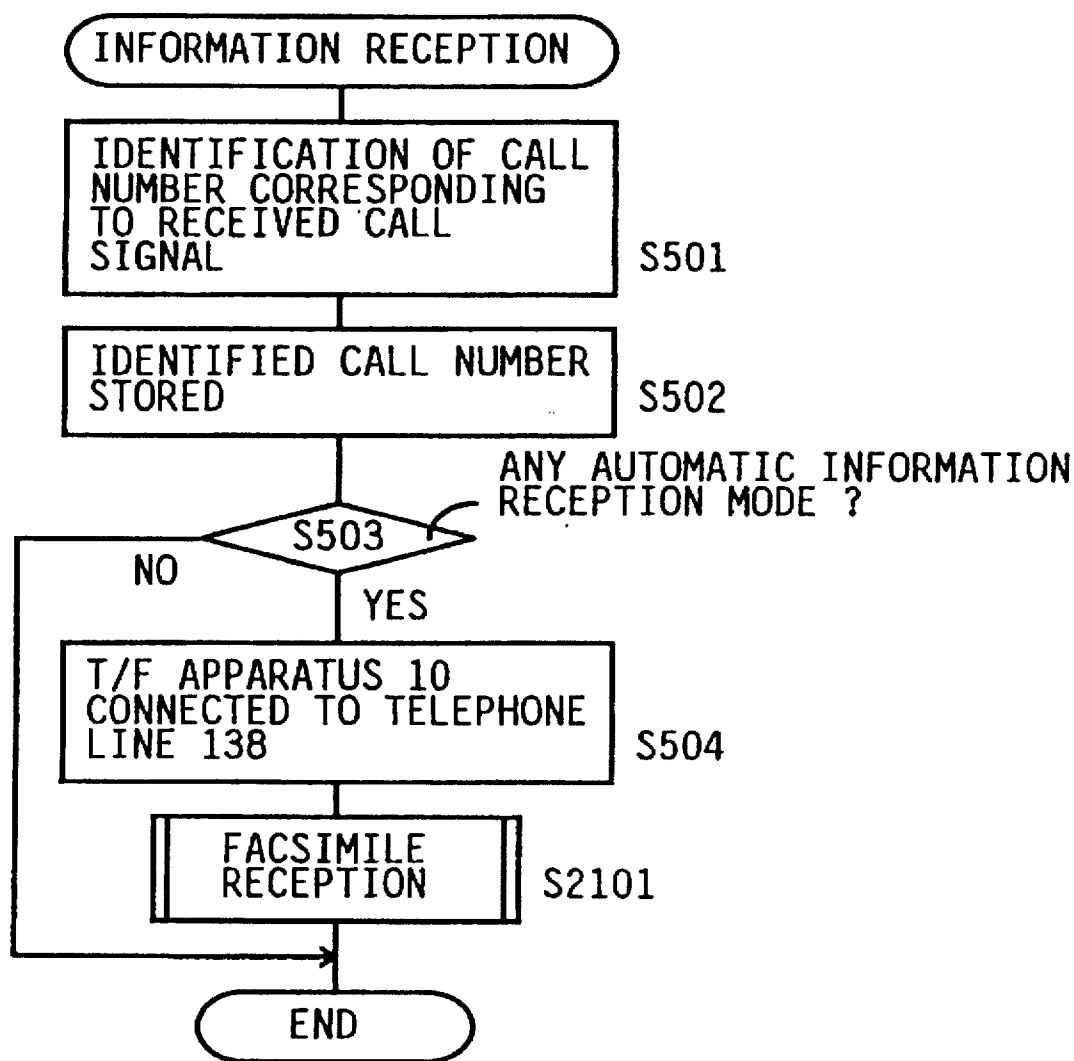 INFORMATION RECEPTION
IDENTIFICATION OF CALL
NUMBER CORRESPONDING
TO RECEIVED CALL
SIGNAL
S501
IDENTIFIED CALL NUMBER
STORED
S502
ANY AUTOMATIC INFORMATION
RECEPTION MODE ?
S503
NO
YES
T/F APPARATUS 10
CONNECTED TO TELEPHONE
LINE 138
S504
FACSIMILE
RECEPTION
S2101
END